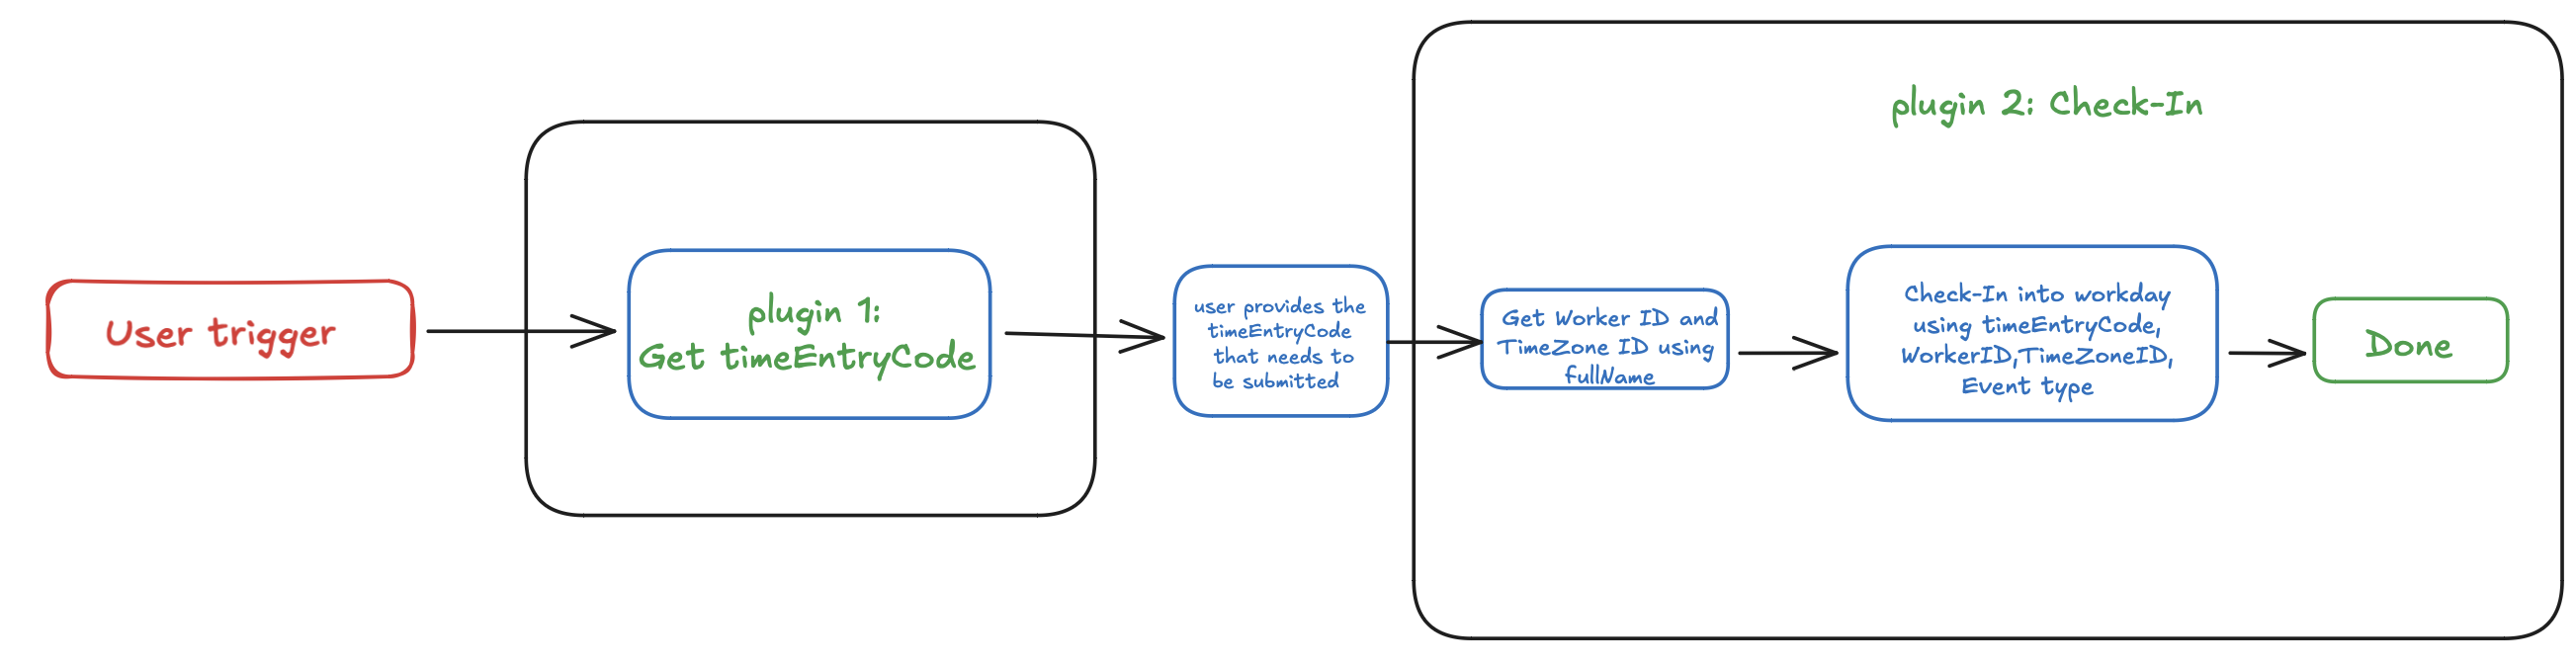 User trigger
plugin 1:
Get timeEntryCode
user provides the
timeEntryCode
that needs to
be submitted
plugin 2: Check-In
Get Worker ID and
TimeZone ID using
fullName
Check-In into workday
using timeEntryCode,
WorkerID,TimeZoneID,
Event type
Done